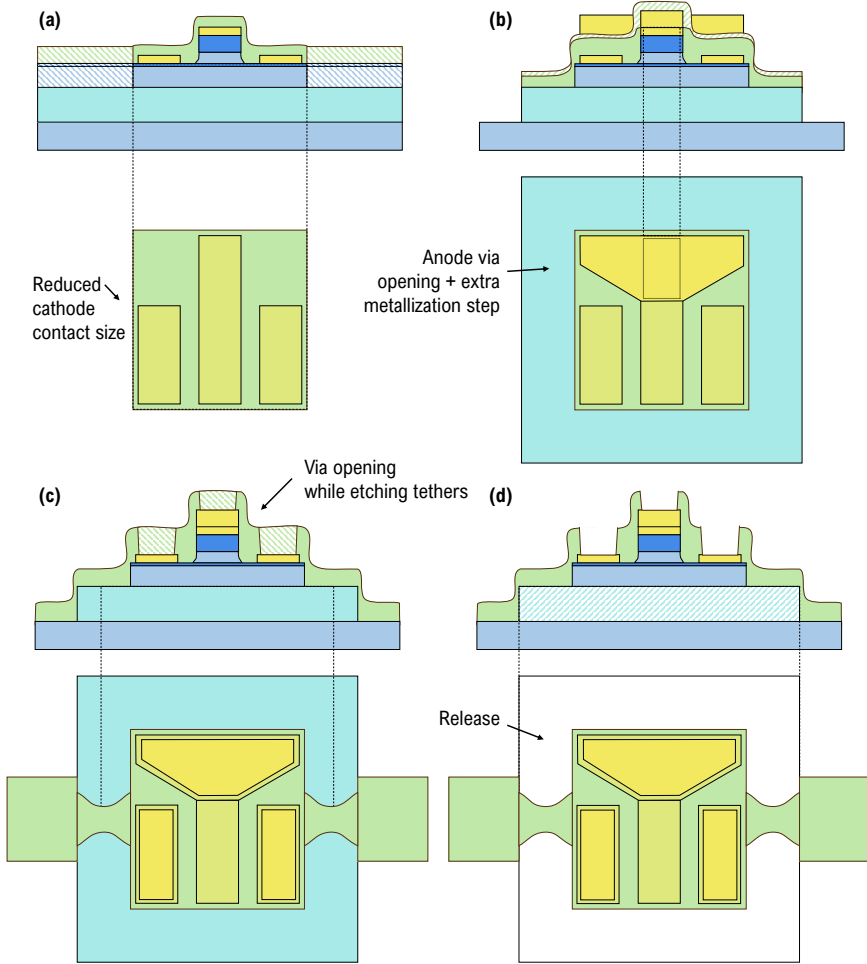 (a)
(b)
Reduced
cathode
contact size
Anode via
opening + extra
metallization step
(c)
Via opening
while etching tethers
(d)
Release